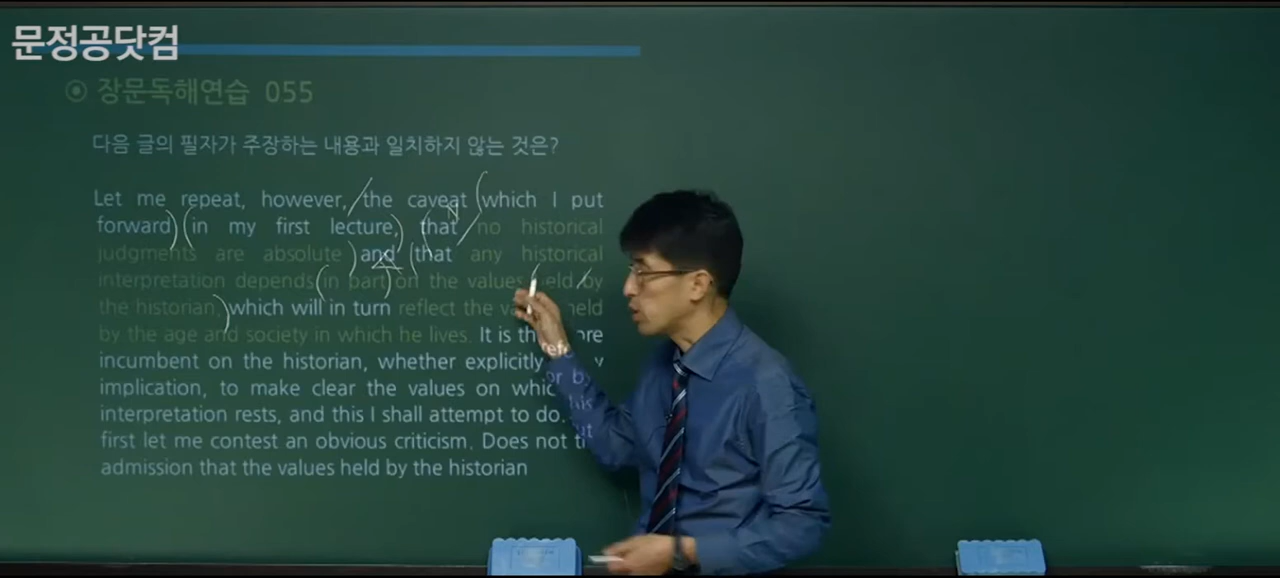 문정공닷컴
장문독해연습 055
다음 글의 필자가 주장하는 내용과 일치하지 않는 것은?
Let me repeat, however, the caveat which I put
forward in my first lecture, that no historical
judgments are absolute and that any historical
interpretation depends in part on the values held by
the historian, which will in turn reflect the held
by the age and society in which he lives. It is therefore
incumbent on the historian, whether explicitly or by
implication, to make clear the values on which his
interpretation rests, and this I shall attempt to do.
first let me contest an obvious criticism. Does not
admission that the values held by the historian